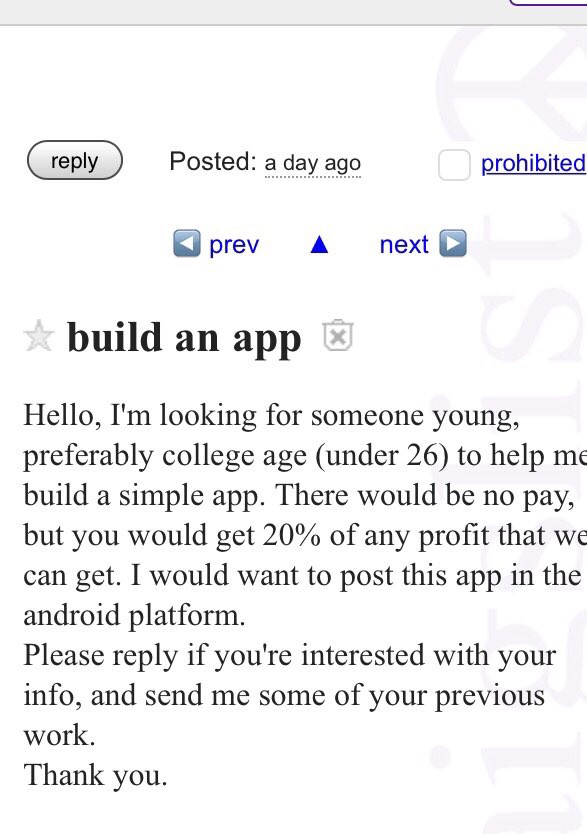 reply Posted: a day ago prohibited
prev next
build an app
Hello, I'm looking for someone young,
preferably college age (under 26) to help me
build a simple app. There would be no pay,
but you would get 20% of any profit that we
can get. I would want to post this app in the
android platform.
Please reply if you're interested with your
info, and send me some of your previous
work.
Thank you.